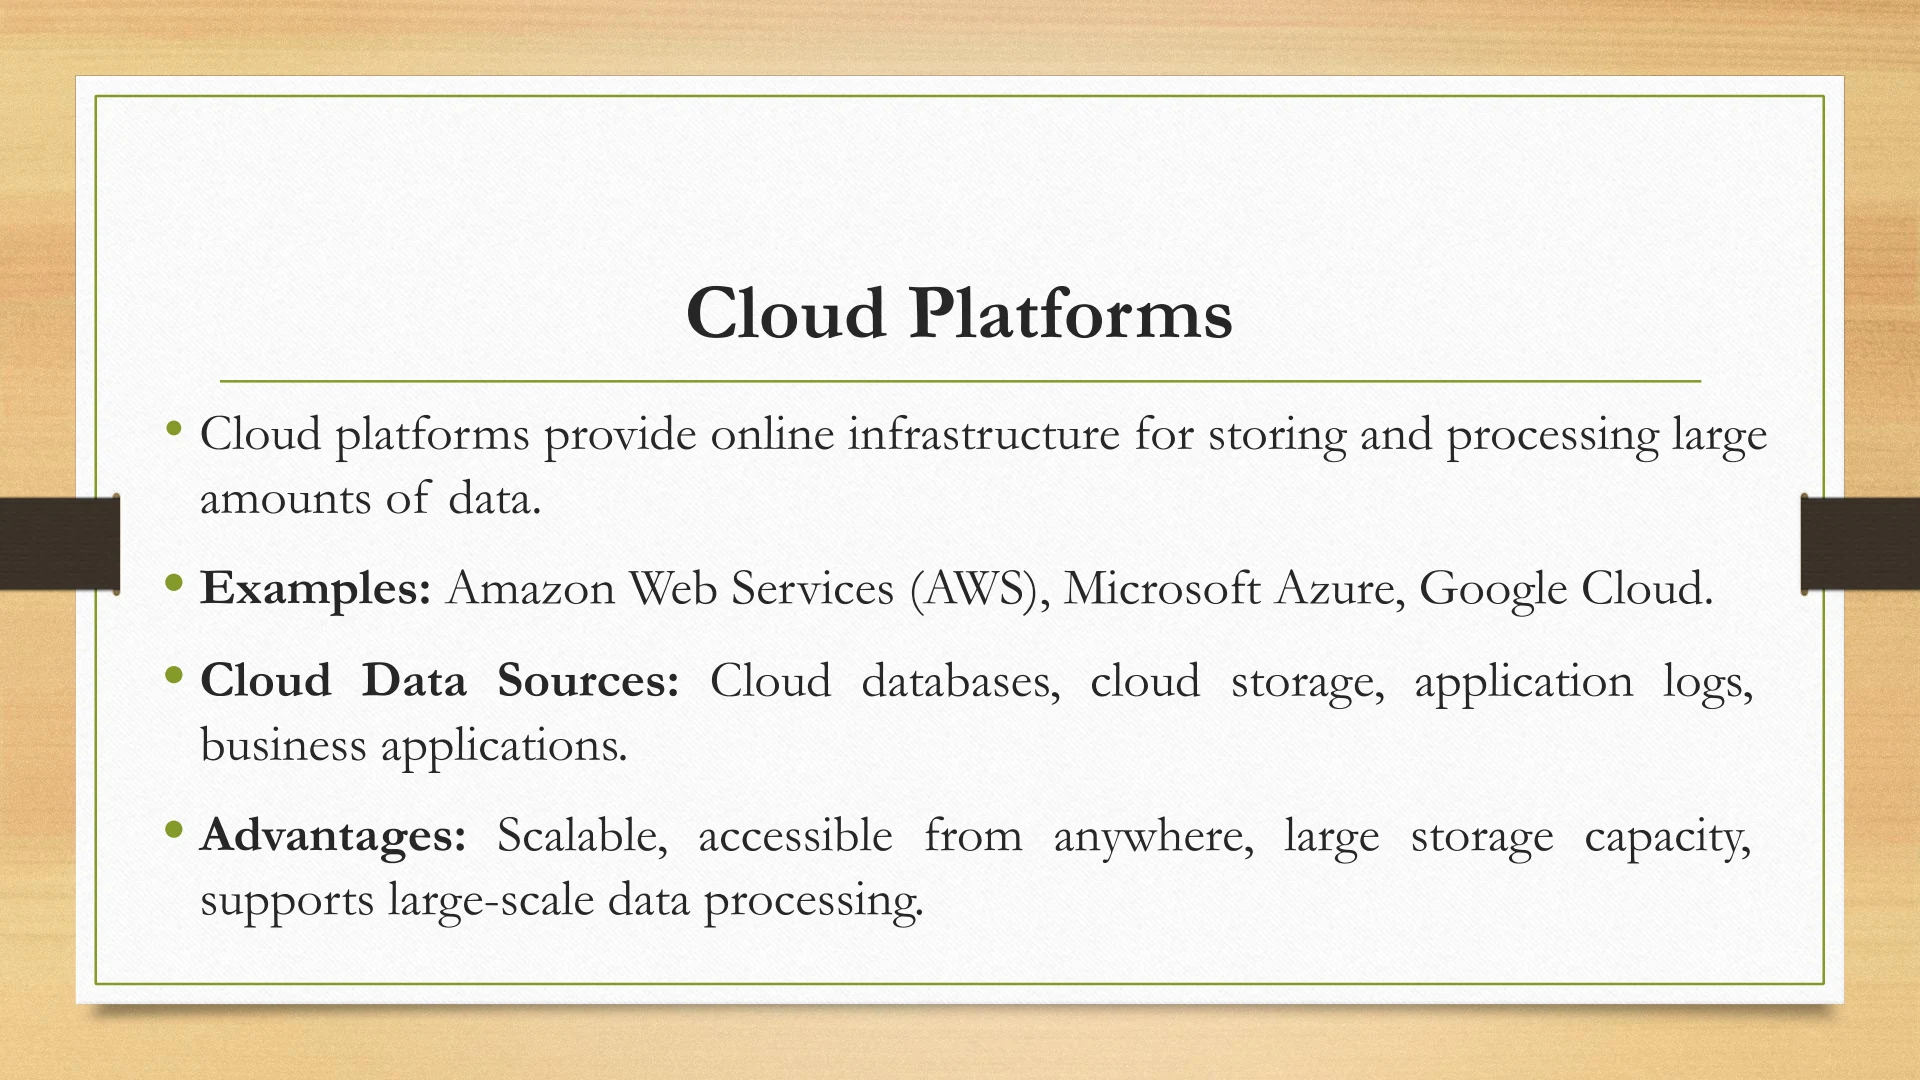 Cloud Platforms
• Cloud platforms provide online infrastructure for storing and processing large
amounts of data.
• Examples: Amazon Web Services (AWS), Microsoft Azure, Google Cloud.
• Cloud Data Sources: Cloud databases, cloud storage, application logs,
business applications.
• Advantages: Scalable, accessible from anywhere, large storage capacity,
supports large-scale data processing.